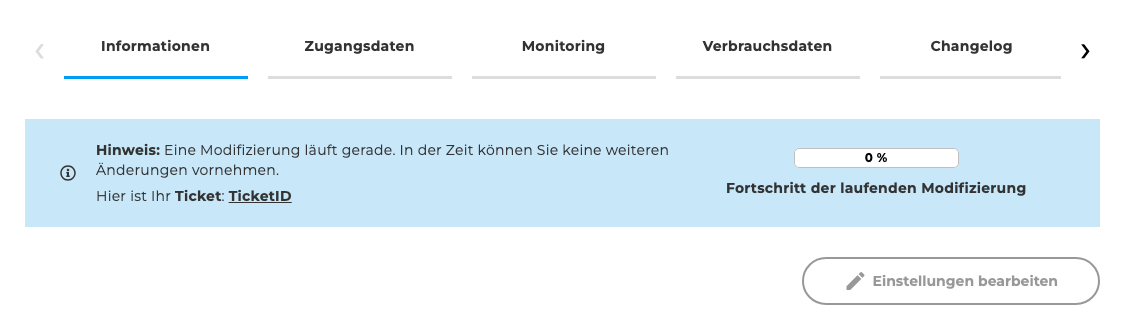 Informationen
Zugangsdaten
Monitoring
Verbrauchsdaten
Changelog
Hinweis: Eine Modifizierung läuft gerade. In der Zeit können Sie keine weiteren
Änderungen vornehmen.
Hier ist Ihr Ticket: TicketID
0 %
Fortschritt der laufenden Modifizierung
Einstellungen bearbeiten